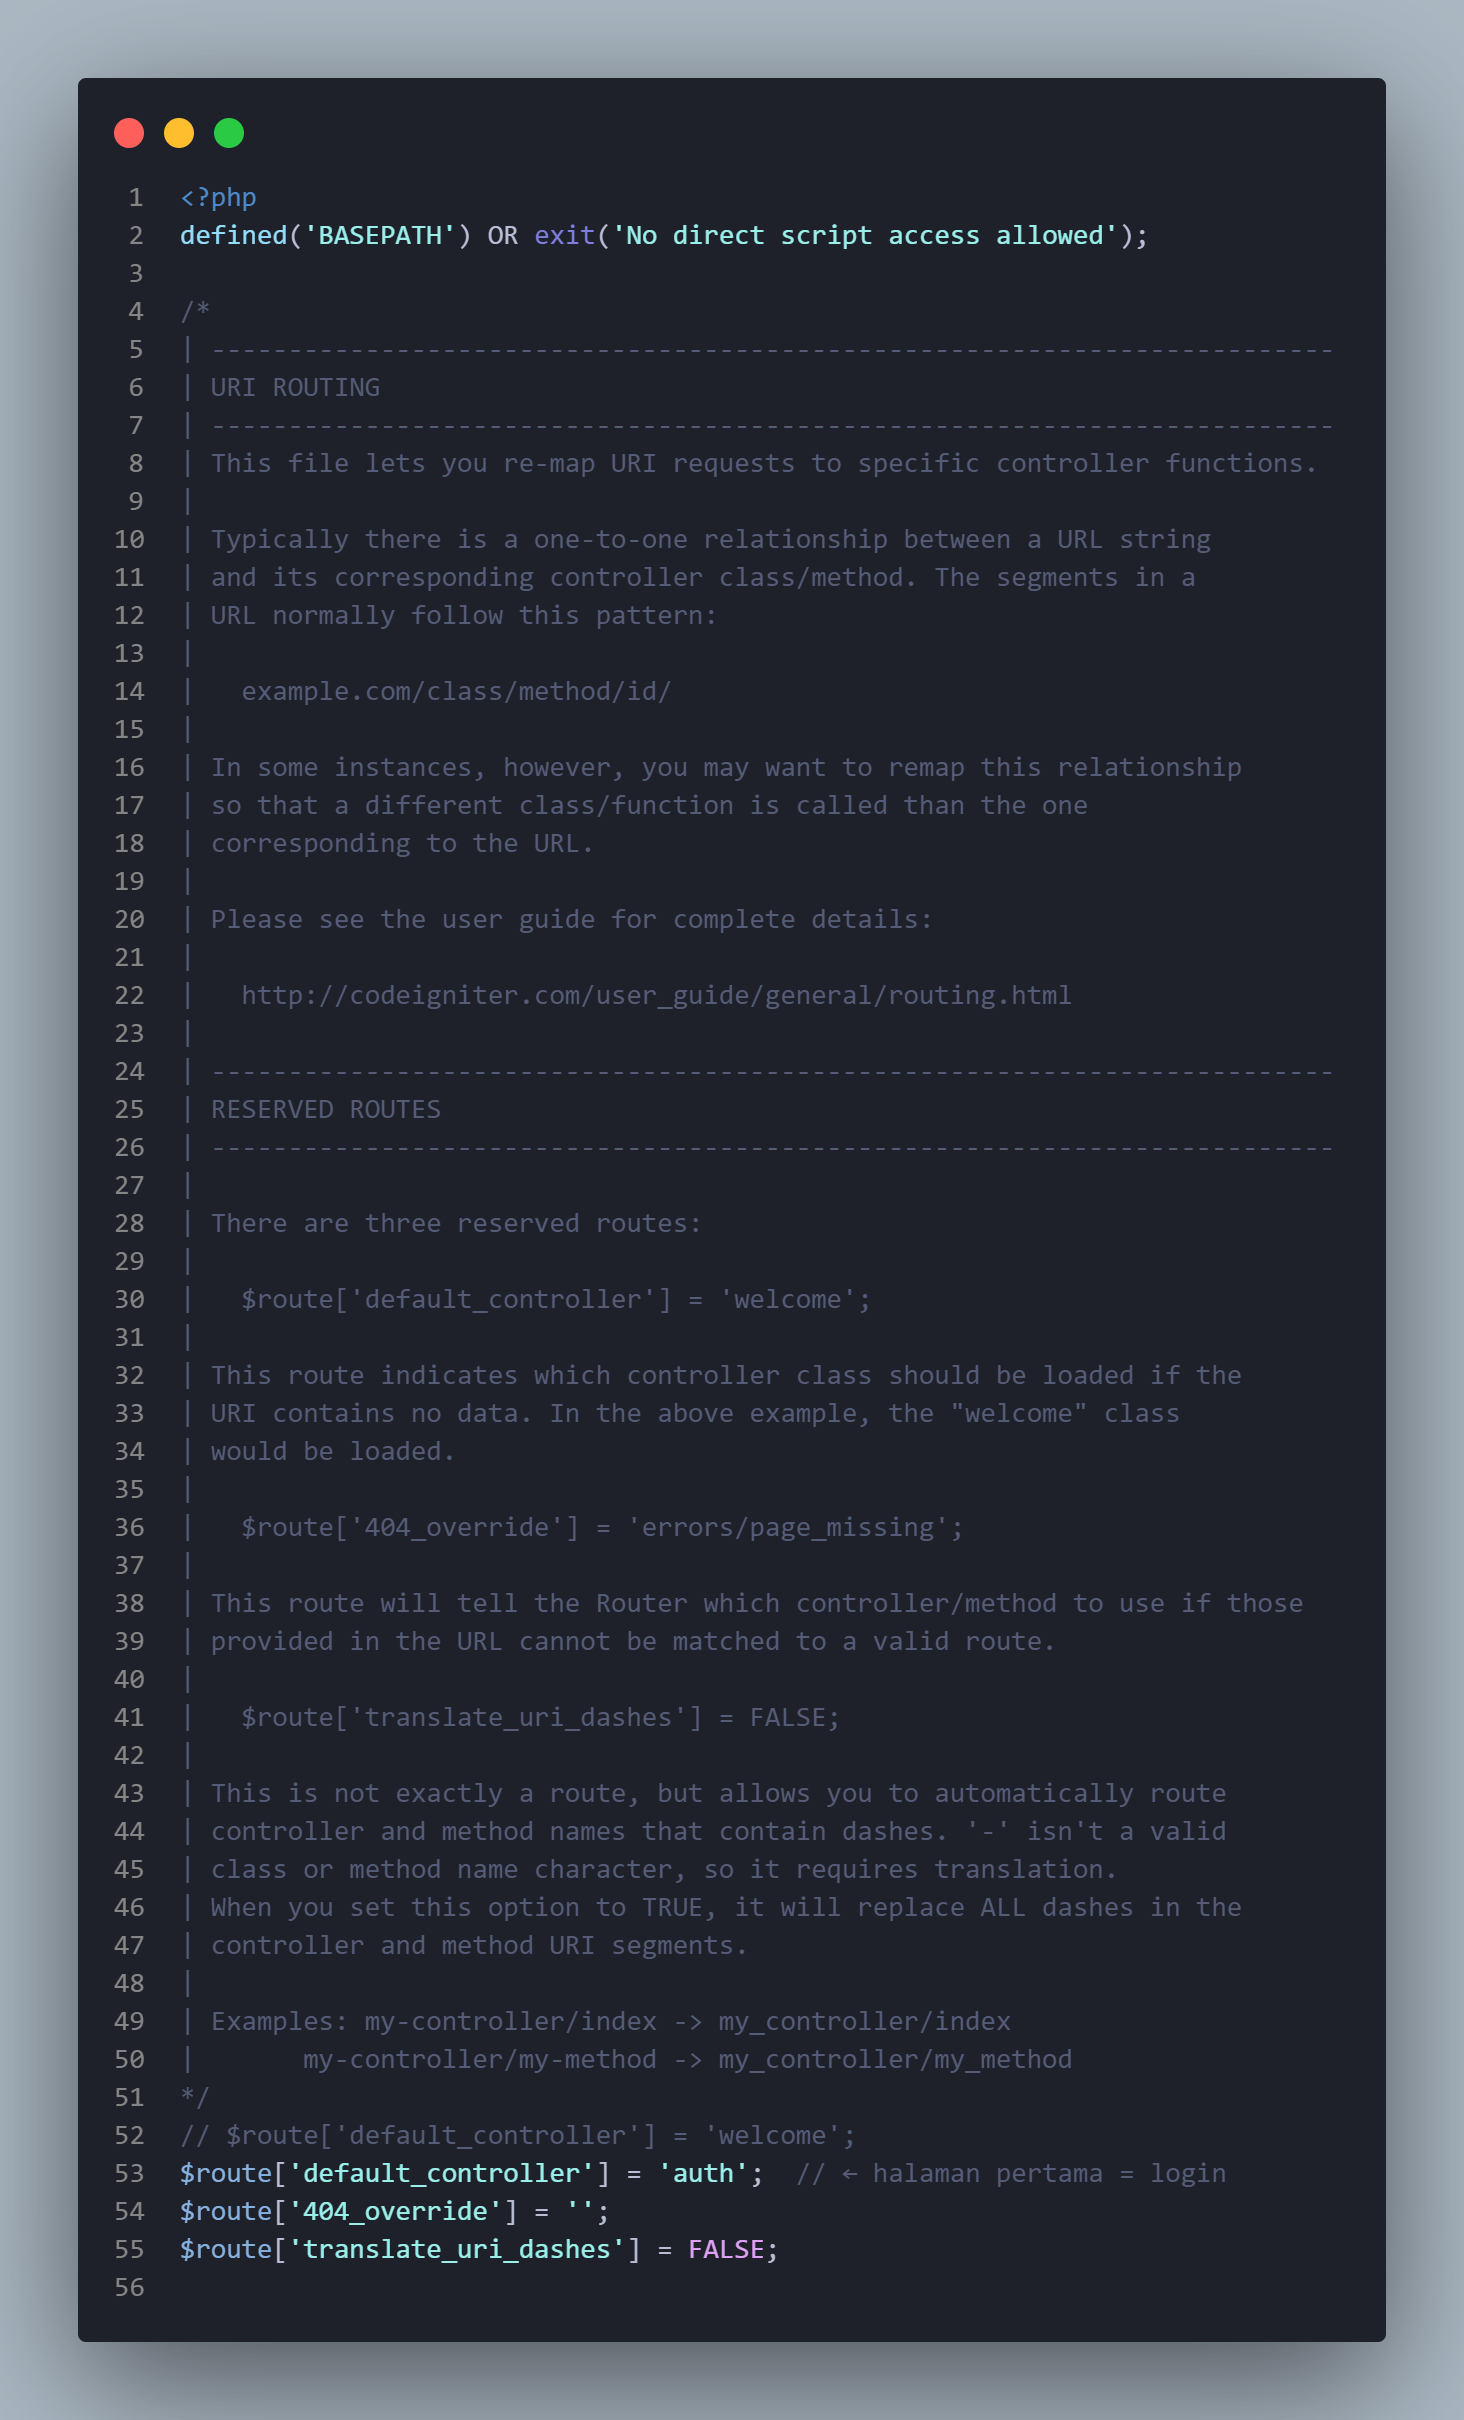 1 <?php
2 defined('BASEPATH') OR exit('No direct script access allowed');
3
4 /*
5 | -------------------------------------------------------------------------
6 | URI ROUTING
7 | -------------------------------------------------------------------------
8 | This file lets you re-map URI requests to specific controller functions.
9 |
10 | Typically there is a one-to-one relationship between a URL string
11 | and its corresponding controller class/method. The segments in a
12 | URL normally follow this pattern:
13 |
14 |   example.com/class/method/id/
15 |
16 | In some instances, however, you may want to remap this relationship
17 | so that a different class/function is called than the one
18 | corresponding to the URL.
19 |
20 | Please see the user guide for complete details:
21 |
22 |   http://codeigniter.com/user_guide/general/routing.html
23 |
24 | -------------------------------------------------------------------------
25 | RESERVED ROUTES
26 | -------------------------------------------------------------------------
27 |
28 | There are three reserved routes:
29 |
30 |   $route['default_controller'] = 'welcome';
31 |
32 | This route indicates which controller class should be loaded if the
33 | URI contains no data. In the above example, the "welcome" class
34 | would be loaded.
35 |
36 |   $route['404_override'] = 'errors/page_missing';
37 |
38 | This route will tell the Router which controller/method to use if those
39 | provided in the URL cannot be matched to a valid route.
40 |
41 |   $route['translate_uri_dashes'] = FALSE;
42 |
43 | This is not exactly a route, but allows you to automatically route
44 | controller and method names that contain dashes. '-' isn't a valid
45 | class or method name character, so it requires translation.
46 | When you set this option to TRUE, it will replace ALL dashes in the
47 | controller and method URI segments.
48 |
49 | Examples: my-controller/index -> my_controller/index
50 |       my-controller/my-method -> my_controller/my_method
51 */
52 // $route['default_controller'] = 'welcome';
53 $route['default_controller'] = 'auth';  // ← halaman pertama = login
54 $route['404_override'] = '';
55 $route['translate_uri_dashes'] = FALSE;
56